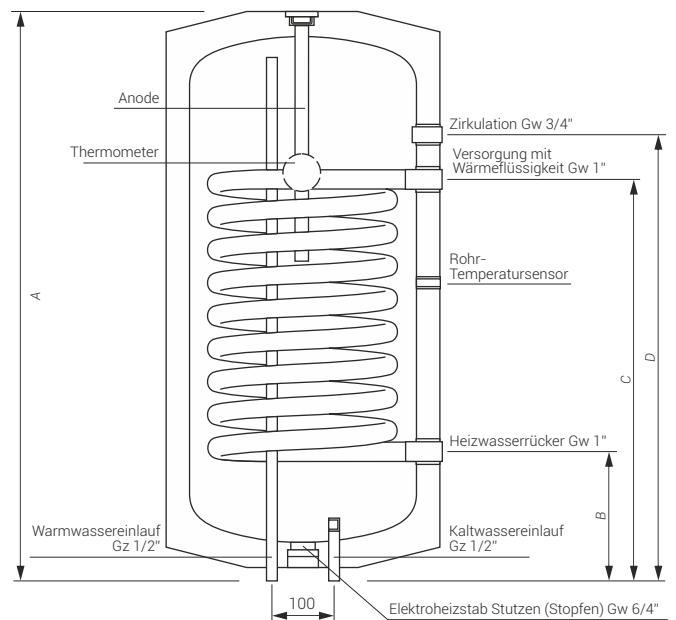 Anode
Zirkulation Gw 3/4"
Thermometer
Versorgung mit
Wärmeflüssigkeit Gw 1"
Rohr-
Temperatursensor
A
D
C
Heizwasserrücker Gw 1"
B
Warmwassereinlauf
Gz 1/2"
Kaltwassereinlauf
Gz 1/2"
100
Elektroheizstab Stutzen (Stopfen) Gw 6/4"